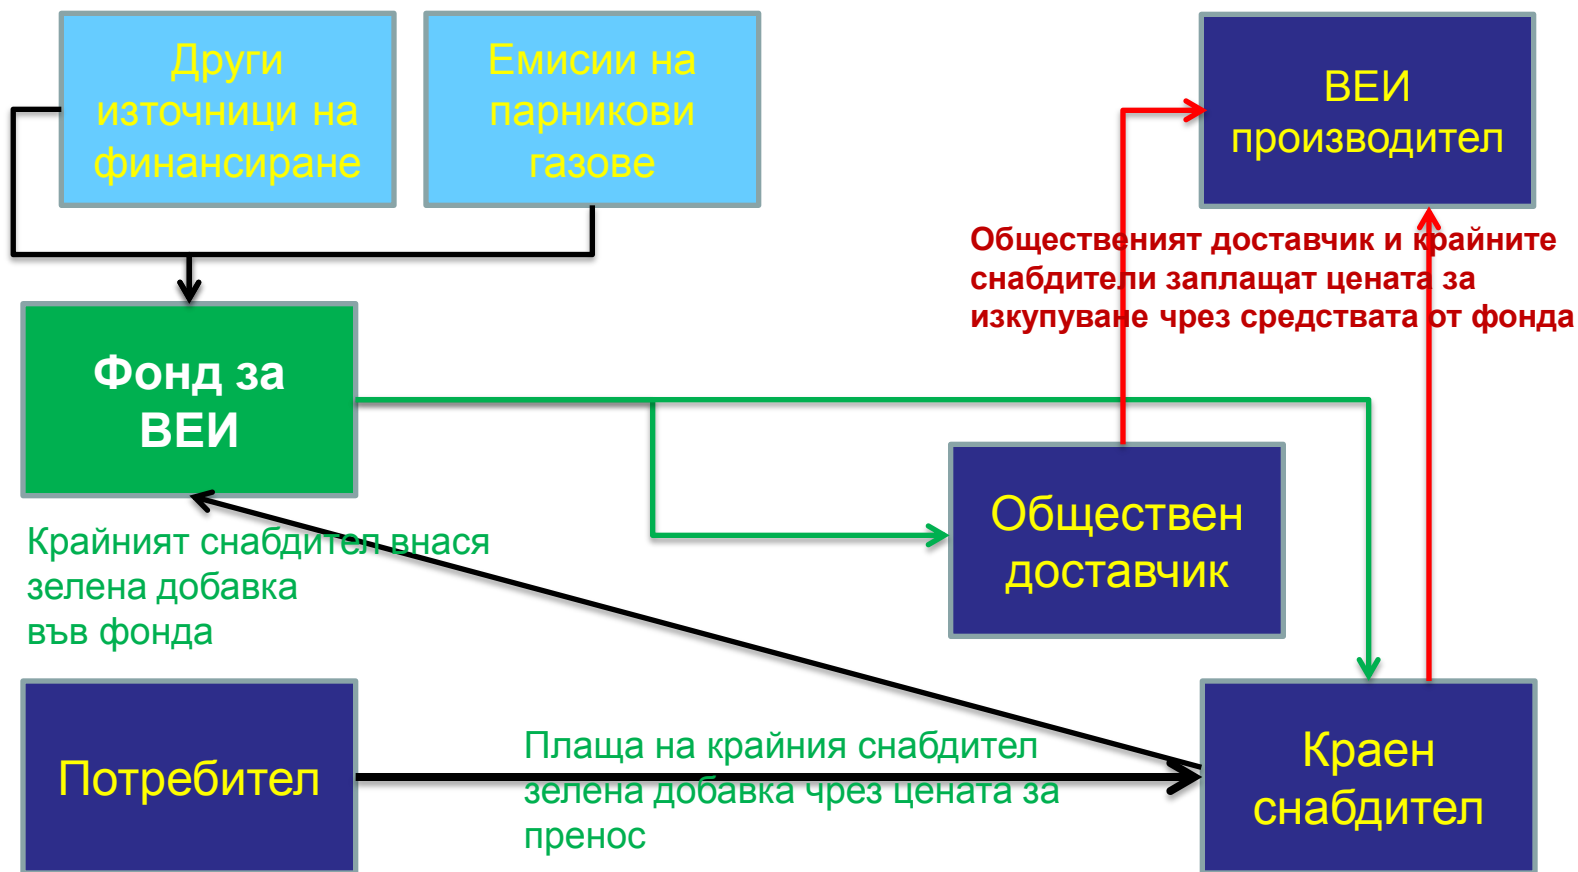 Други
източници на
финансиране
Емисии на
парникови
газове
ВЕИ
производител
Общественият доставчик и крайните
снабдители заплащат цената за
изкупуване чрез средствата от фонда
Фонд за
ВЕИ
Обществен
доставчик
Крайният снабдител внася
зелена добавка
във фонда
Потребител
Плаща на крайния снабдител
зелена добавка чрез цената за
пренос
Краен
снабдител